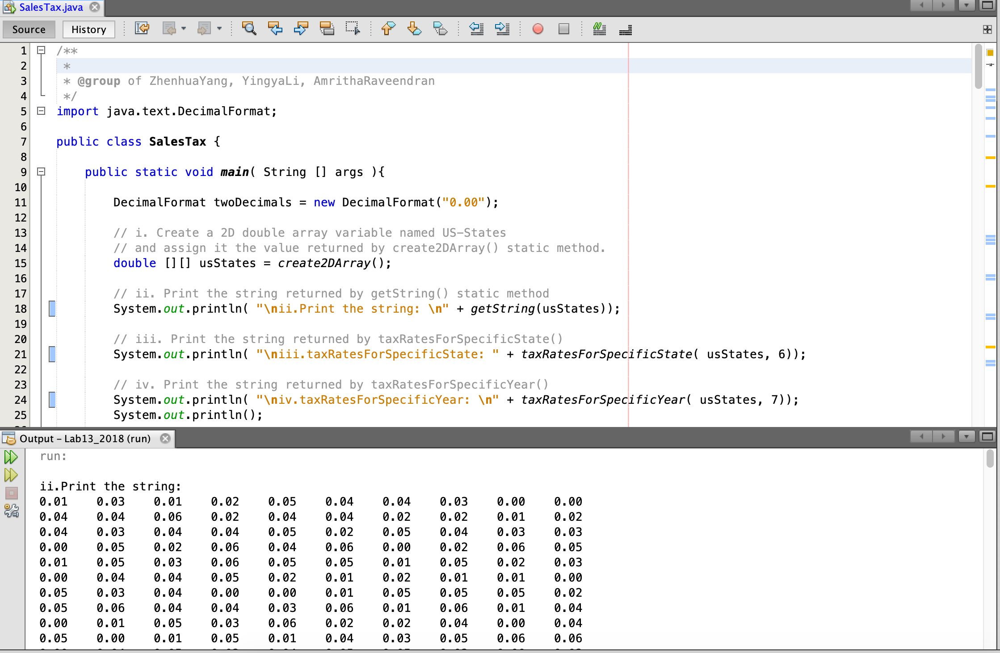 SalesTax.java
Source History
1 /**
2 *
3 * @group of ZhenhuaYang, YingyaLi, AmrithaRaveendran
4 */
5 import java.text.DecimalFormat;
6
7 public class SalesTax {
8
9 public static void main( String [] args ){
10
11 DecimalFormat twoDecimals = new DecimalFormat("0.00");
12
13 // i. Create a 2D double array variable named US-States
14 // and assign it the value returned by create2DArray() static method.
15 double [][] usStates = create2DArray();
16
17 // ii. Print the string returned by getString() static method
18 System.out.println( "\nii.Print the string: \n" + getString(usStates));
19
20 // iii. Print the string returned by taxRatesForSpecificState()
21 System.out.println( "\niii.taxRatesForSpecificState: " + taxRatesForSpecificState( usStates, 6));
22
23 // iv. Print the string returned by taxRatesForSpecificYear()
24 System.out.println( "\niv.taxRatesForSpecificYear: \n" + taxRatesForSpecificYear( usStates, 7));
25 System.out.println();
Output – Lab13_2018 (run)
run:
ii.Print the string:
0.01 0.03 0.01 0.02 0.05 0.04 0.04 0.03 0.00 0.00
0.04 0.04 0.06 0.02 0.04 0.04 0.02 0.02 0.01 0.02
0.04 0.03 0.04 0.04 0.05 0.02 0.05 0.04 0.03 0.03
0.00 0.05 0.02 0.06 0.04 0.06 0.00 0.02 0.06 0.05
0.01 0.05 0.03 0.06 0.05 0.05 0.01 0.05 0.02 0.03
0.00 0.04 0.04 0.05 0.02 0.01 0.02 0.01 0.01 0.00
0.05 0.03 0.04 0.00 0.00 0.01 0.05 0.05 0.05 0.02
0.05 0.06 0.04 0.04 0.03 0.06 0.01 0.06 0.01 0.04
0.00 0.01 0.05 0.03 0.06 0.02 0.02 0.04 0.00 0.04
0.05 0.00 0.01 0.05 0.01 0.04 0.03 0.05 0.06 0.06